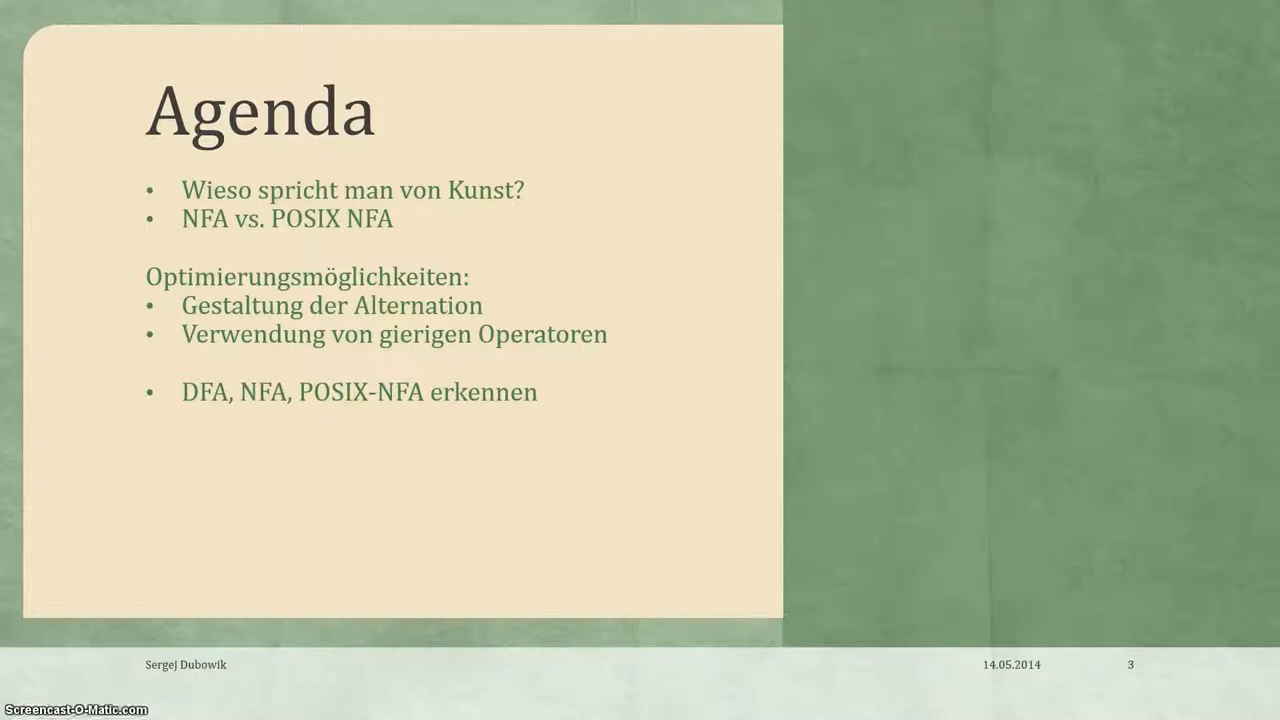 Agenda
• Wieso spricht man von Kunst?
• NFA vs. POSIX NFA
Optimierungsmöglichkeiten:
• Gestaltung der Alternation
• Verwendung von gierigen Operatoren
• DFA, NFA, POSIX-NFA erkennen
Sergej Dubowik 14.05.2014 3
Screencast-O-Matic.com